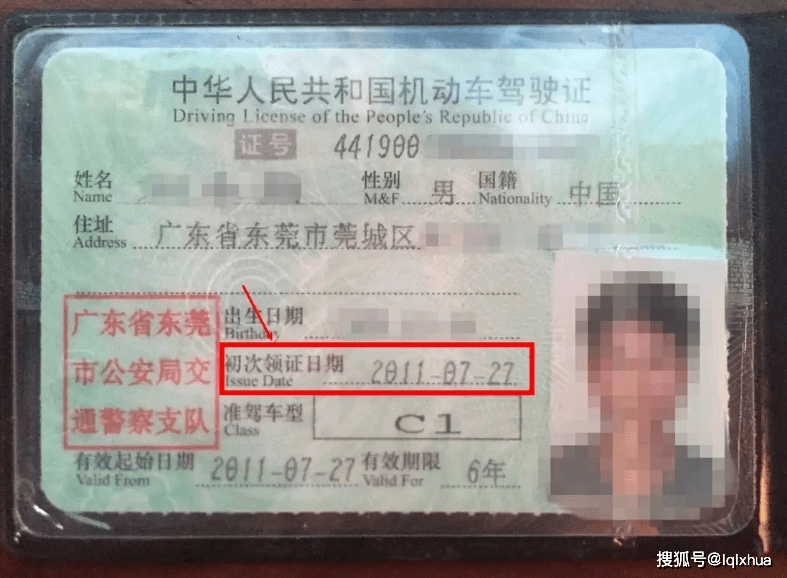 中华人民共和国机动车驾驶证
Driving License of the People's Republic of China
证号 441900
姓名 性别 男 国籍 中国
Name M&F Nationality
住址 广东省东莞市莞城区
Address
出生日期
Birthday
广东省东莞
市公安局交
通警察支队
初次领证日期 2011-07-27
Issue Date
准驾车型 C1
Class
有效起始日期 2011-07-27 有效期限 6年
Valid From Valid For
搜狐号@lqlxhua